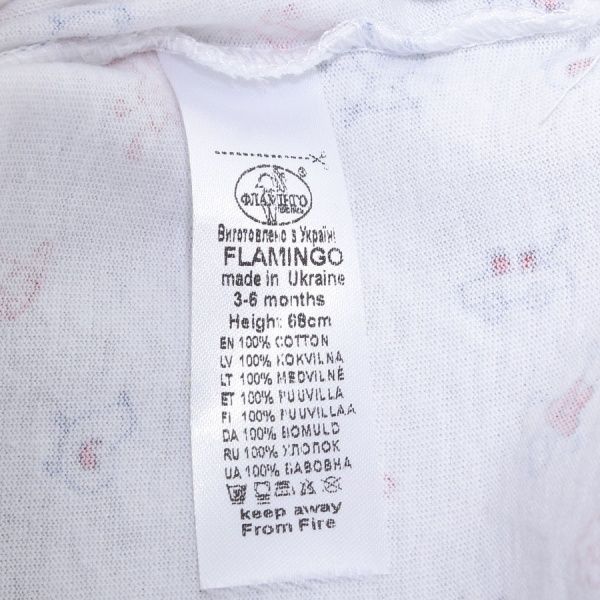 ФЛАМІНГО
Виготовлено з Україні
FLAMINGO
made in Ukraine
3-6 months
Height 68cm
EN 100% COTTON
LV 100% KOKVILNA
LT 100% MEDVILNĖ
ET 100% PUUVILLA
FI 100% PUUVILLAA
DA 100% BOMULD
RU 100% УЛОПОК
UA 100% БАВОВНА
keep away
From Fire